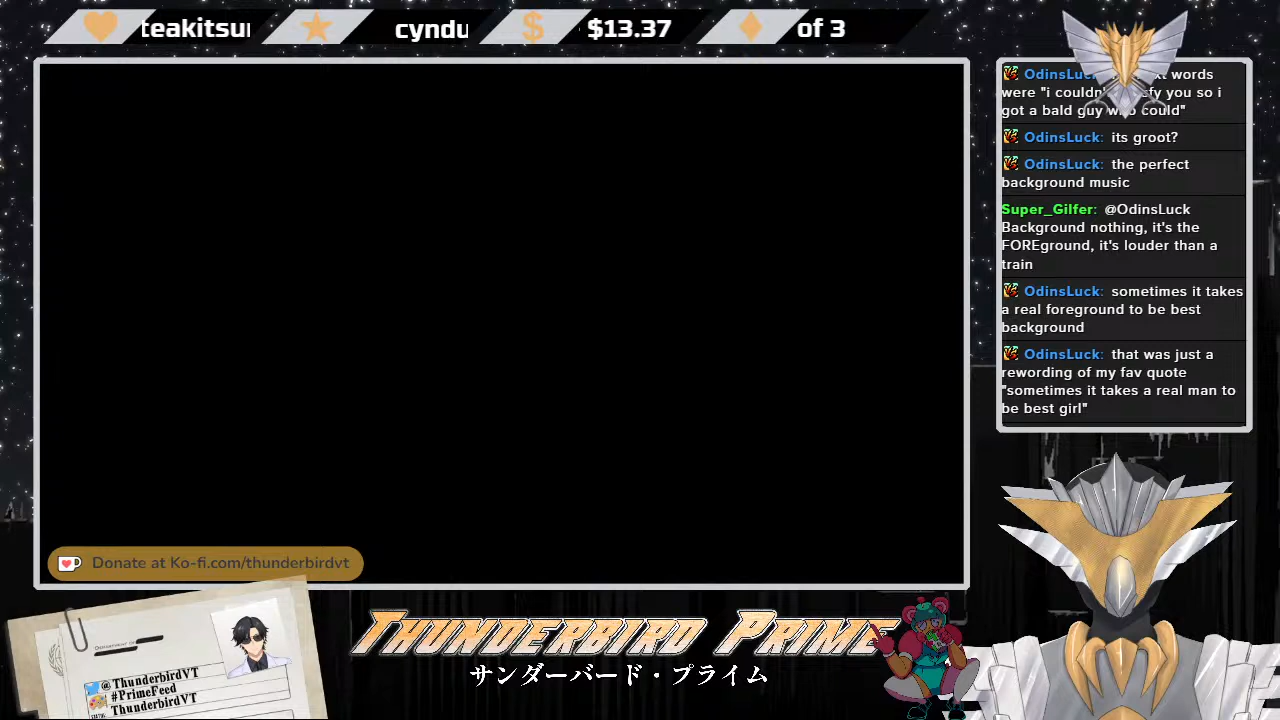 teakitsu
cyndu
$13.37
of 3
OdinsLuc words
were "i couldn' fy you so i
got a bald guy who could"
OdinsLuck: its groot?
OdinsLuck: the perfect
background music
Super_Gilfer: @OdinsLuck
Background nothing, it's the
FOREground, it's louder than a
train
OdinsLuck: sometimes it takes
a real foreground to be best
background
OdinsLuck: that was just a
rewording of my fav quote
"sometimes it takes a real man to
be best girl"
Donate at Ko-fi.com/thunderbirdvt
@ThunderbirdVT
#PrimeFeed
ThunderbirdVT
THUNDERBIRD PRIME
サンダーバード・プライム